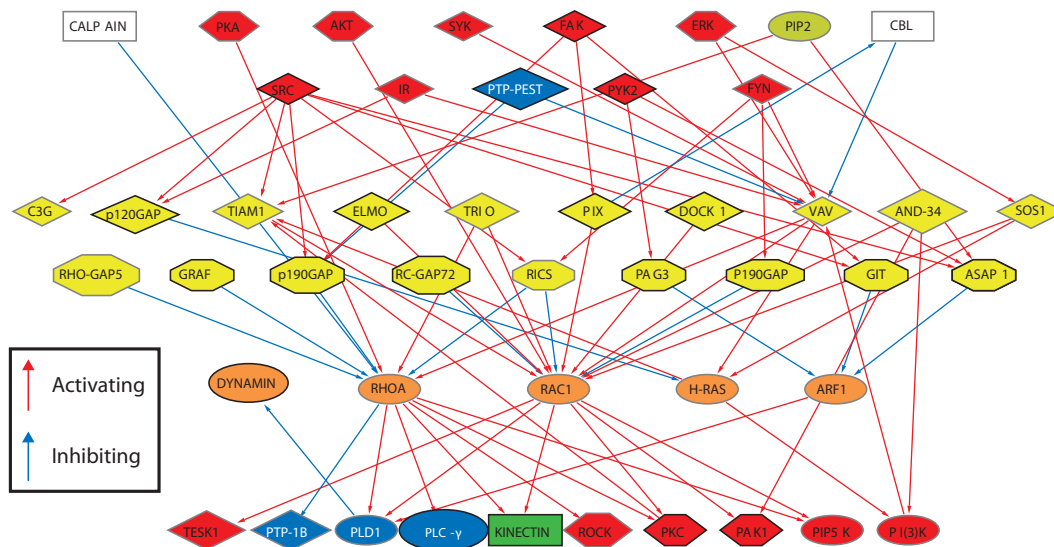 CALP AIN
PKA
AKT
SYK
FAK
ERK
PIP2
CBL
SRC
IR
PTP-PEST
PYK2
FYN
C3G
p120GAP
TIAM1
ELMO
TRI O
P IX
DOCK 1
VAV
AND-34
SOS1
RHO-GAP5
GRAF
p190GAP
RC-GAP72
RICS
PA G3
P190GAP
GIT
ASAP 1
Activating
Inhibiting
DYNAMIN
RHOA
RAC1
H-RAS
ARF1
TESK1
PTP-1B
PLD1
PLC -γ
KINECTIN
ROCK
PKC
PA K1
PIP5 K
P I(3)K